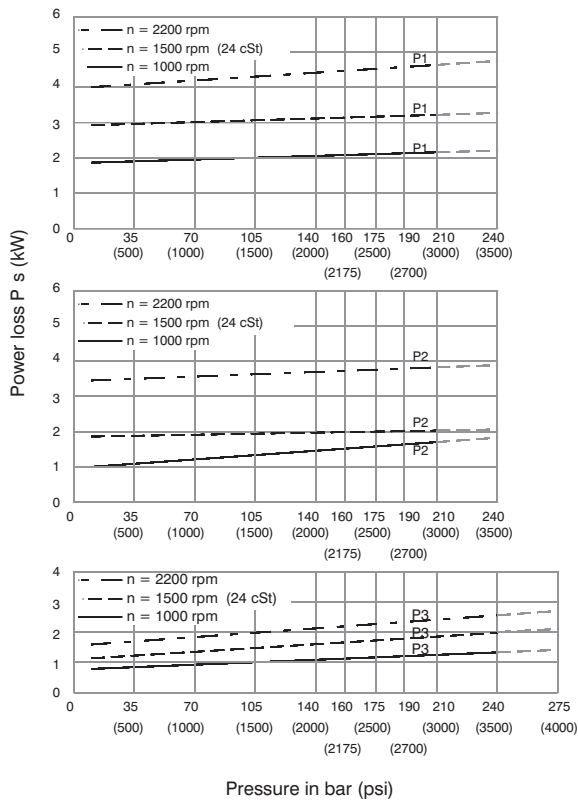 6
n = 2200 rpm
n = 1500 rpm (24 cSt)
n = 1000 rpm
5
4
3
2
1
0
P1
P1
P1
0 35 70 105 140 160 175 190 210 240
(500) (1000) (1500) (2000) (2500) (3000) (3500)
(2175) (2700)
Power loss P s (kW)
6
n = 2200 rpm
n = 1500 rpm (24 cSt)
n = 1000 rpm
5
4
3
2
1
0
P2
P2
P2
0 35 70 105 140 160 175 190 210 240
(500) (1000) (1500) (2000) (2500) (3000) (3500)
(2175) (2700)
4
n = 2200 rpm
n = 1500 rpm (24 cSt)
n = 1000 rpm
3
2
1
0
P3
P3
P3
0 35 70 105 140 160 175 190 210 240 275
(500) (1000) (1500) (2000) (2500) (3000) (3500) (4000)
(2175) (2700)
Pressure in bar (psi)